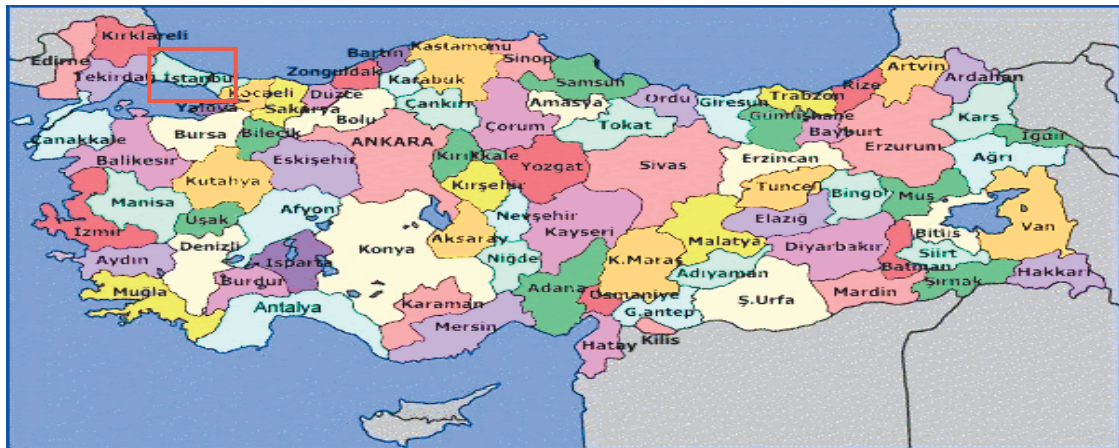 Kırklareli
Edirne
Tekirdağ
İstanbul
Kocaeli
Yalova
Sakarya
Düzce
Zonguldak
Bartın
Karabuk
Kastamonu
Sinop
Samsun
Ordu
Giresun
Trabzon
Rize
Artvin
Ardahan
Kars
Iğdır
Ağrı
Erzurum
Bayburt
Gümüşhane
Tokat
Amasya
Çorum
Çankırı
Bolu
Bilecik
Bursa
Çanakkale
Balikesir
Kutahya
Eskişehir
ANKARA
Kırıkkale
Kırşehir
Yozgat
Sivas
Erzincan
Tunceli
Bingöl
Muş
Bitlis
Van
Hakkari
Şırnak
Siirt
Batman
Mardin
Diyarbakır
Elazığ
Malatya
Adıyaman
Ş.Urfa
G.antep
Kilis
Hatay
Osmaniye
K.Maraş
Kayseri
Nevşehir
Niğde
Aksaray
Konya
Adana
Mersin
Karaman
Antalya
Isparta
Burdur
Afyon
Uşak
Denizli
Manisa
İzmir
Aydın
Muğla